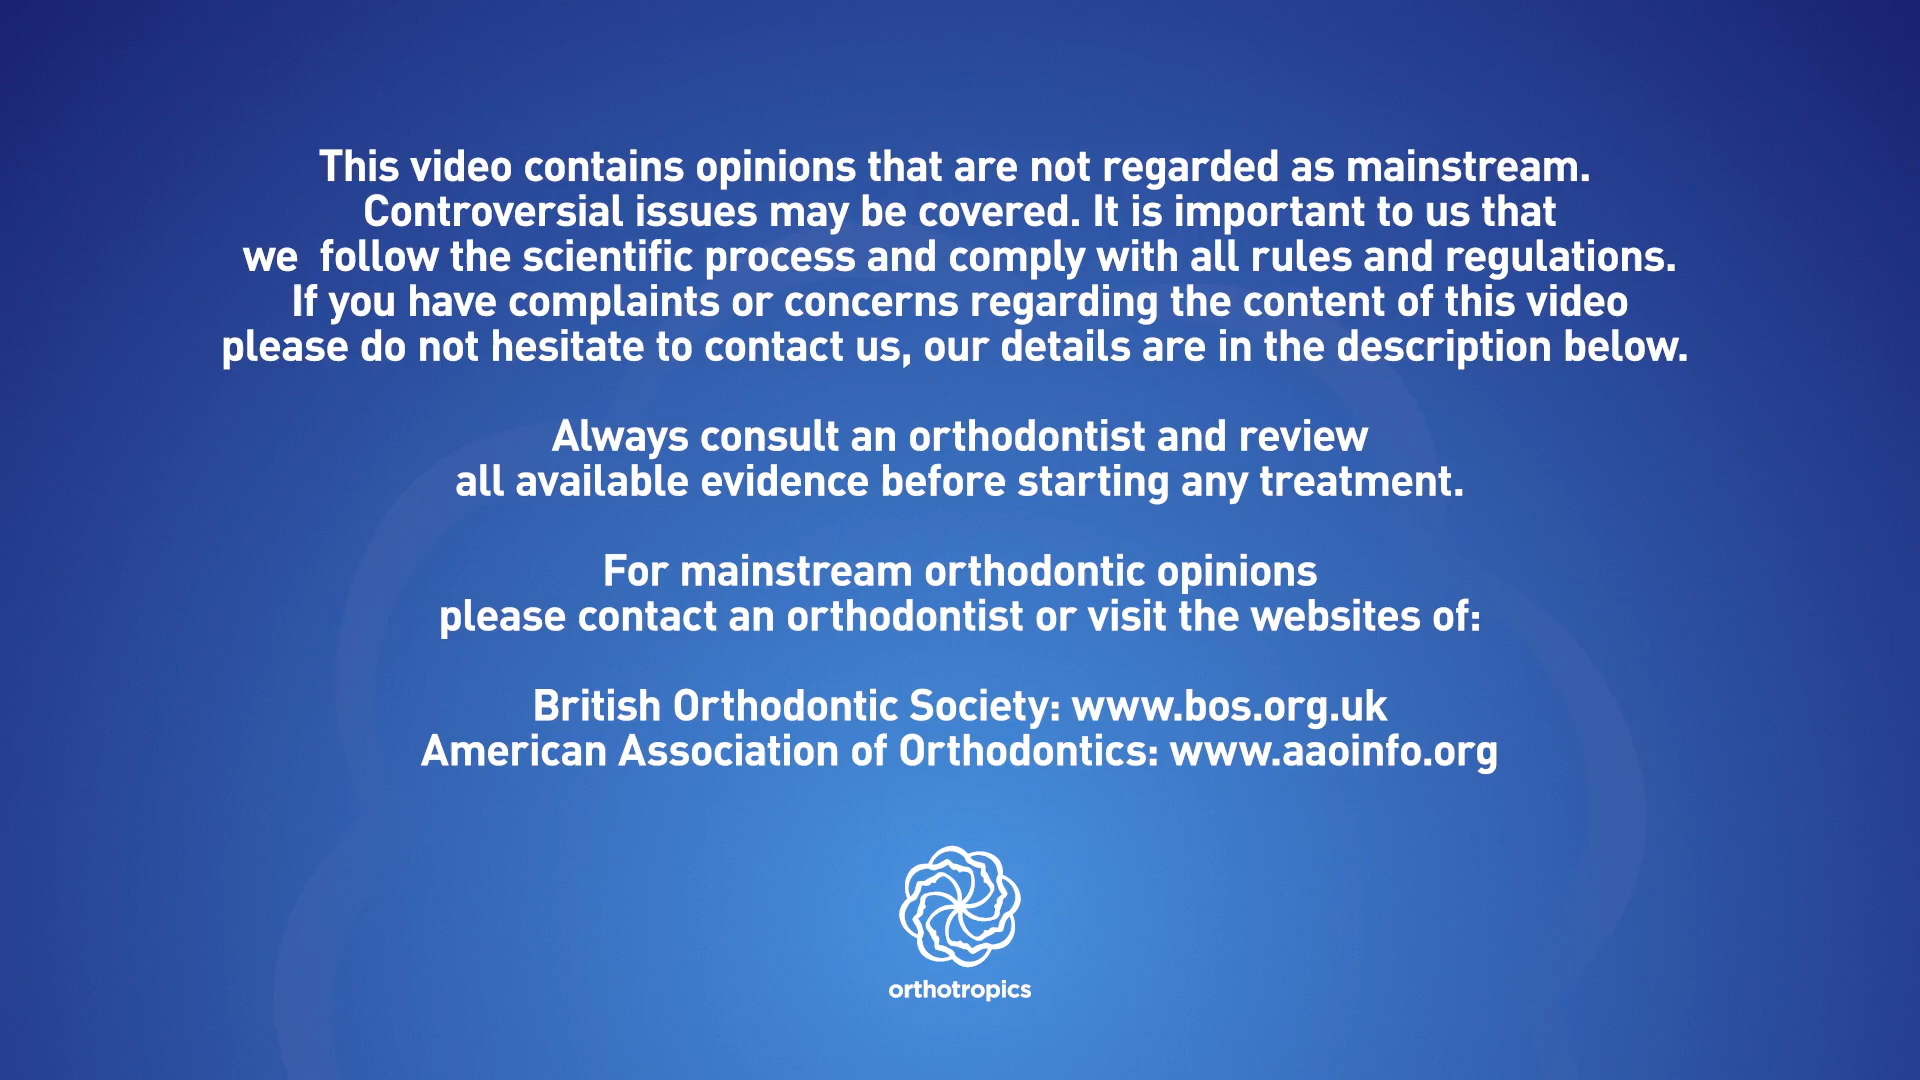 This video contains opinions that are not regarded as mainstream.
Controversial issues may be covered. It is important to us that
we  follow the scientific process and comply with all rules and regulations.
If you have complaints or concerns regarding the content of this video
please do not hesitate to contact us, our details are in the description below.
Always consult an orthodontist and review
all available evidence before starting any treatment.
For mainstream orthodontic opinions
please contact an orthodontist or visit the websites of:
British Orthodontic Society: www.bos.org.uk
American Association of Orthodontics: www.aaoinfo.org
orthotropics